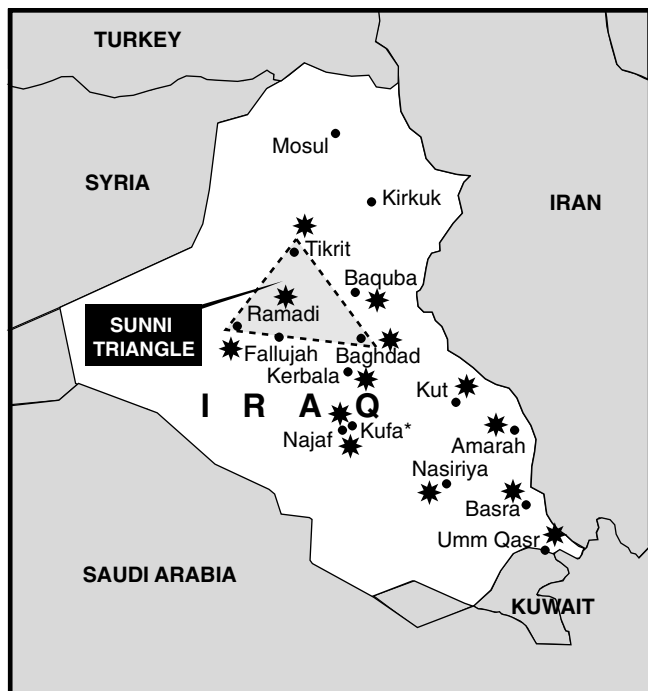 TURKEY
Mosul
SYRIA
Kirkuk
IRAN
Tikrit
Baquba
Ramadi
SUNNI
TRIANGLE
Fallujah
Baghdad
Kerbala
Kut
I R A Q
Najaf
Kufa*
Amarah
Nasiriya
Basra
Umm Qasr
SAUDI ARABIA
KUWAIT